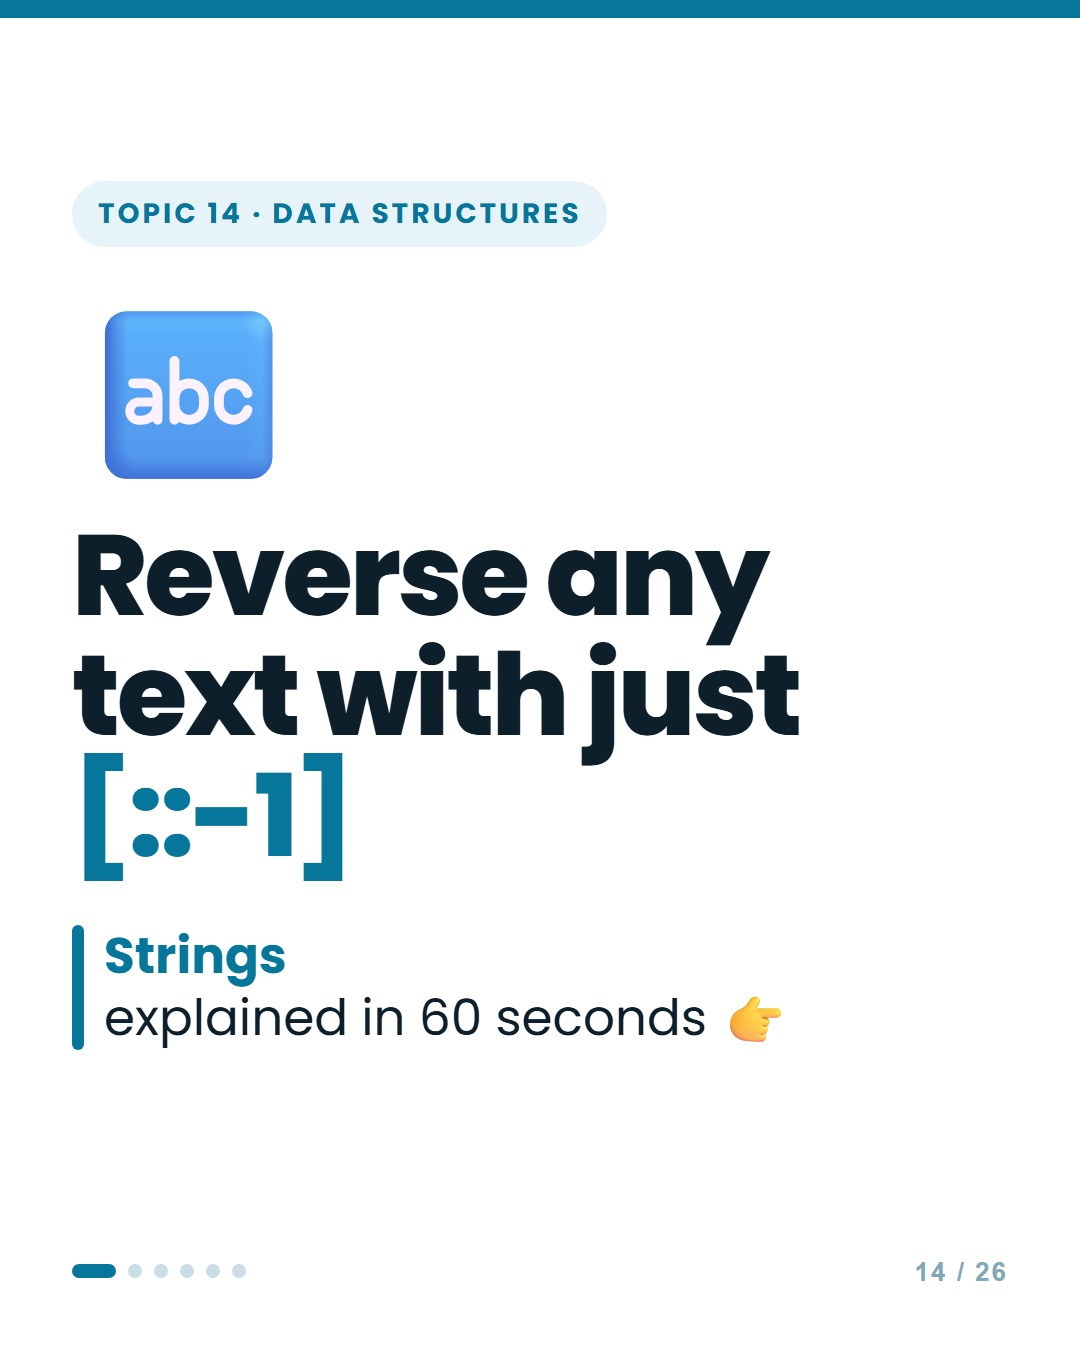 TOPIC 14 · DATA STRUCTURES
abc
Reverse any
text with just
[::-1]
Strings
explained in 60 seconds 👉
14 / 26